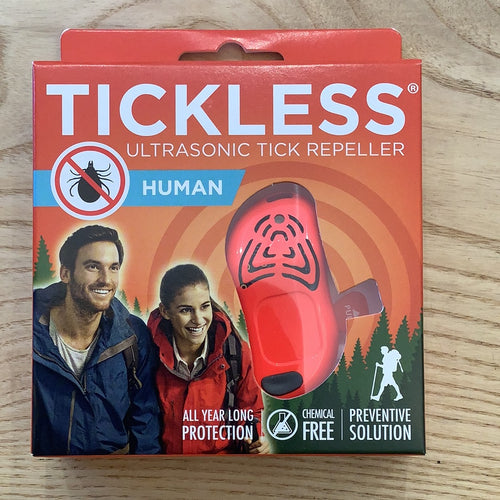 TICKLESS®
ULTRASONIC TICK REPELLER
HUMAN
ALL YEAR LONG
PROTECTION
CHEMICAL
FREE
PREVENTIVE
SOLUTION